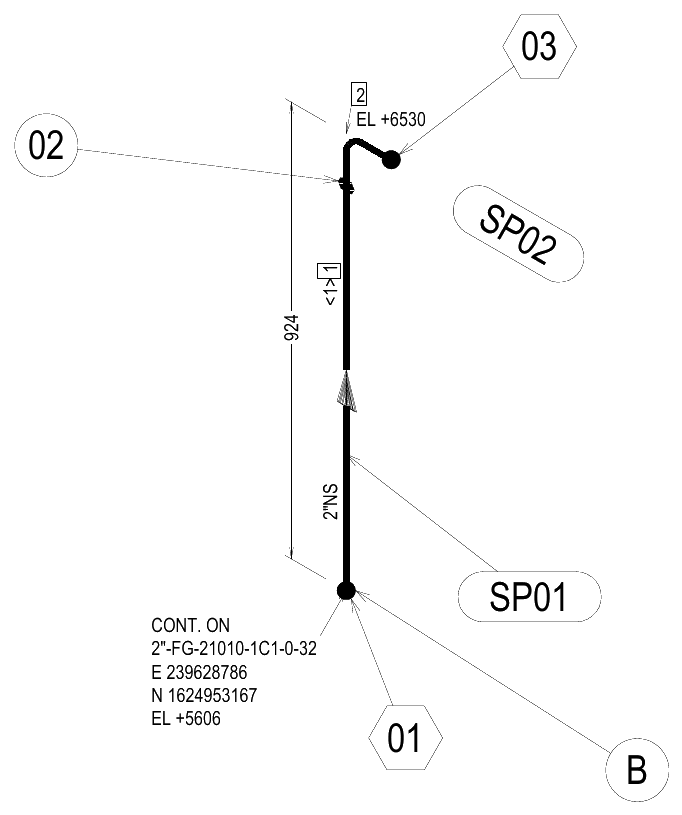 03
2
EL +6530
02
SP02
<1> 1
924
2"NS
SP01
CONT. ON
2"-FG-21010-1C1-0-32
E 239628786
N 1624953167
EL +5606
01
B